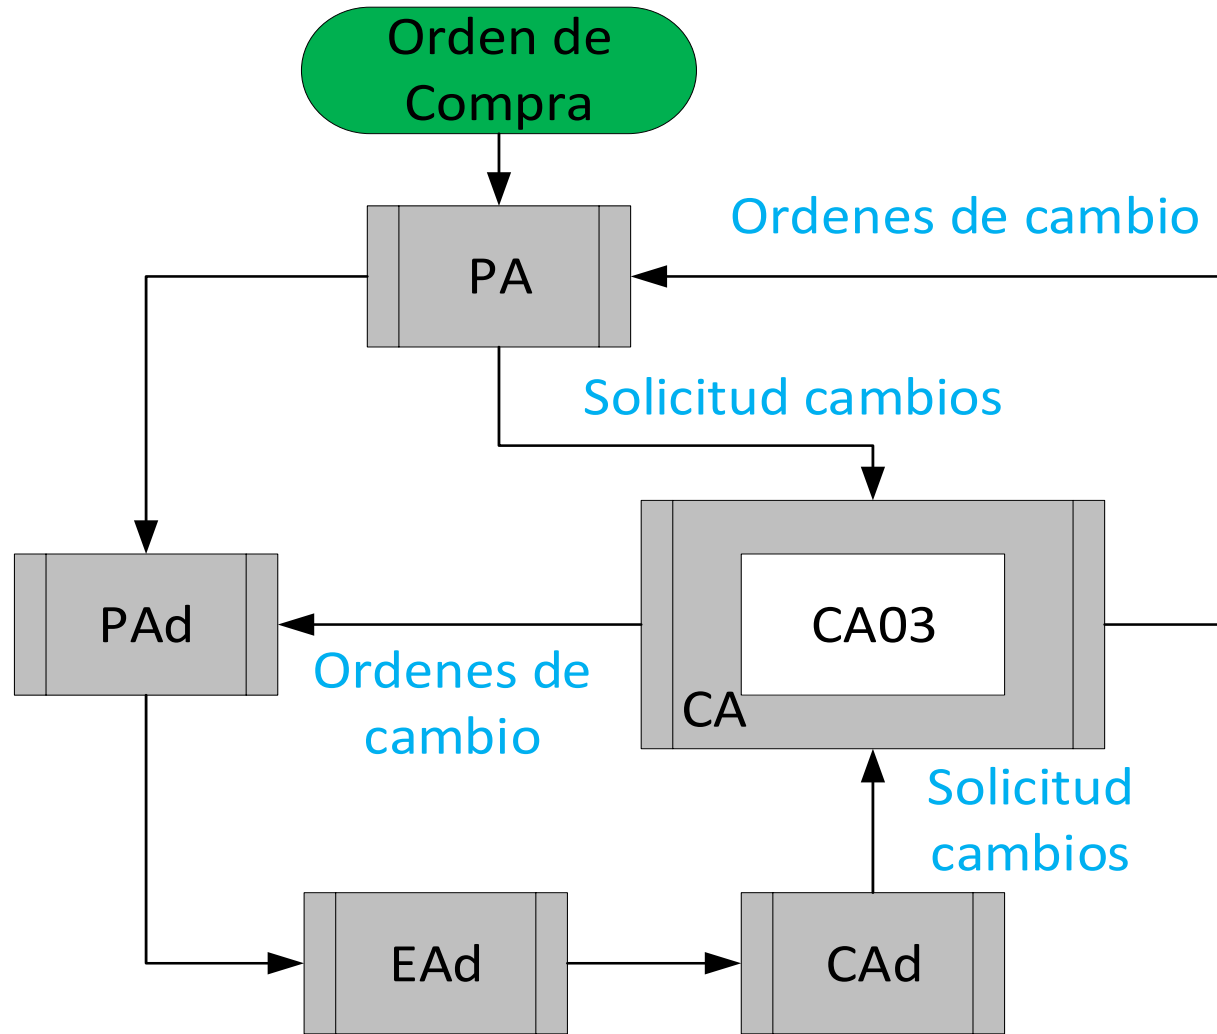 Orden de
Compra
Ordenes de cambio
PA
Solicitud cambios
PAd
CA03
Ordenes de
cambio
CA
Solicitud
cambios
EAd
CAd